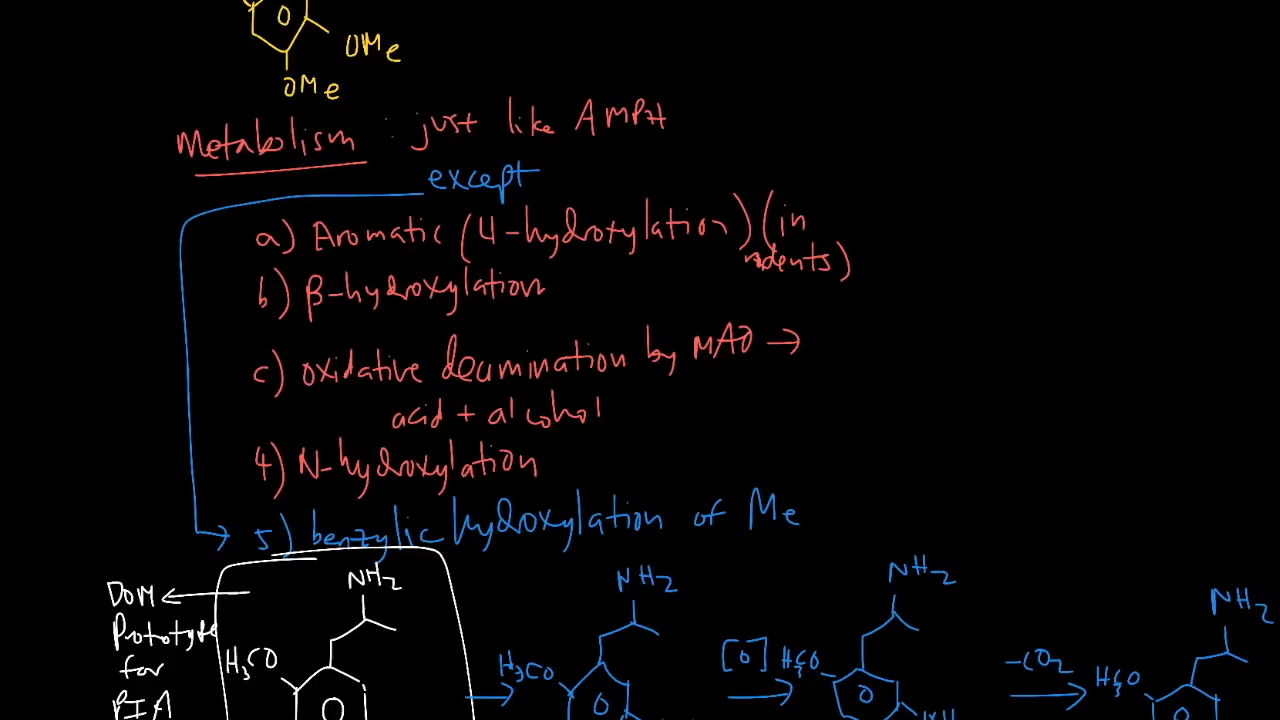 OMe
OMe
Metabolism : just like AMPH
except
a) Aromatic (4-hydroxylation) (in
rodents)
b) β-hydroxylation
c) oxidative deamination by MAO →
acid + alcohol
4) N-hydroxylation
5) benzylic hydroxylation of Me
NH2 NH2 NH2 NH2
DOM
Prototype
for
PIA
H3CO H3CO [O] H3CO -CO2 H3CO